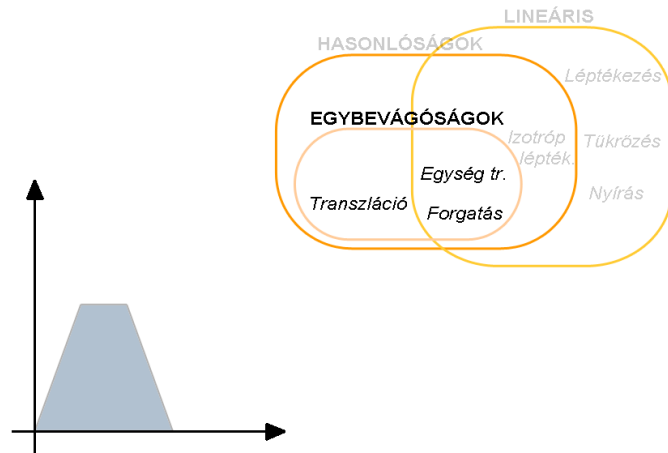 LINEÁRIS
HASONLÓSÁGOK
Léptékezés
EGYBEVÁGÓSÁGOK
Izotróp
lépték.
Tükrözés
Egység tr.
Nyírás
Transzláció
Forgatás